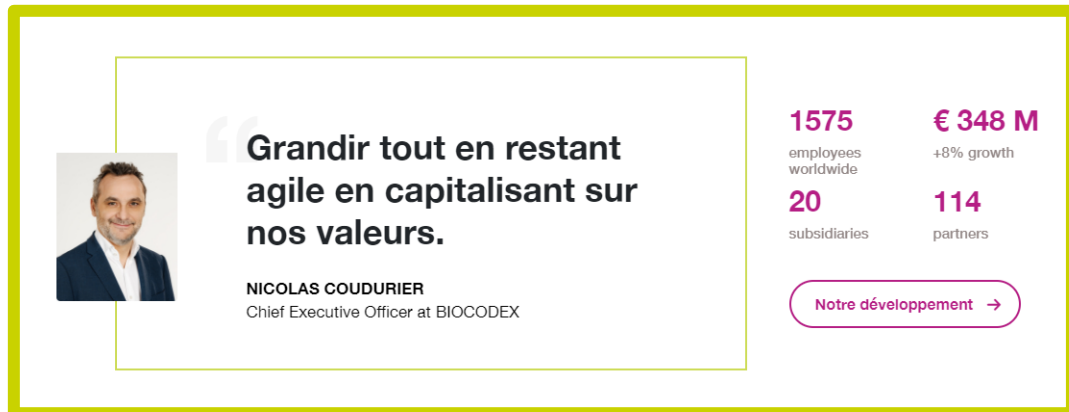 Grandir tout en restant
agile en capitalisant sur
nos valeurs.
NICOLAS COUDURIER
Chief Executive Officer at BIOCODEX
1575
employees
worldwide
€ 348 M
+8% growth
20
subsidiaries
114
partners
Notre développement →